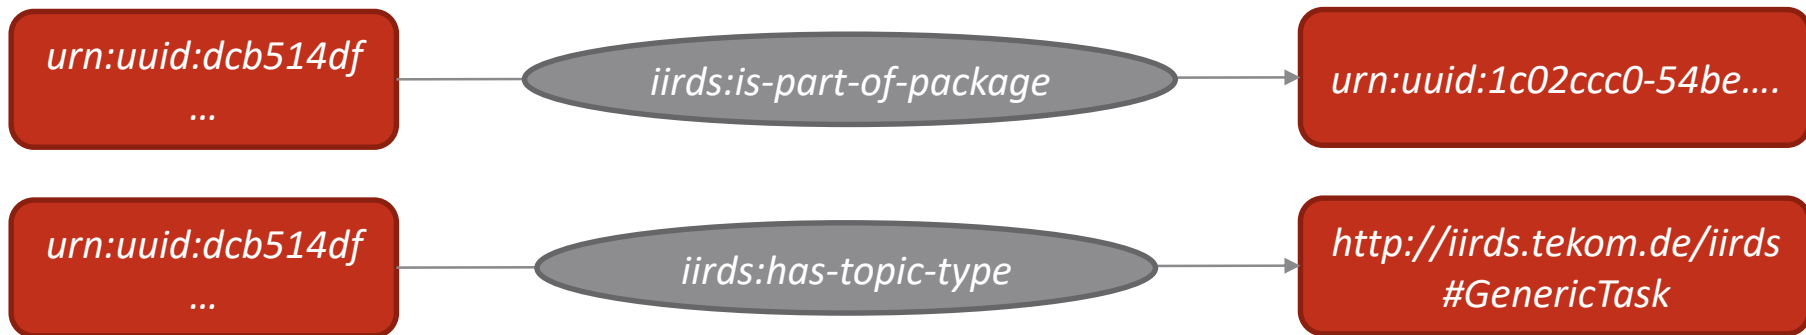 urn:uuid:dcb514df
...
iirds:is-part-of-package
urn:uuid:1c02ccc0-54be....
urn:uuid:dcb514df
...
iirds:has-topic-type
http://iirds.tekom.de/iirds
#GenericTask